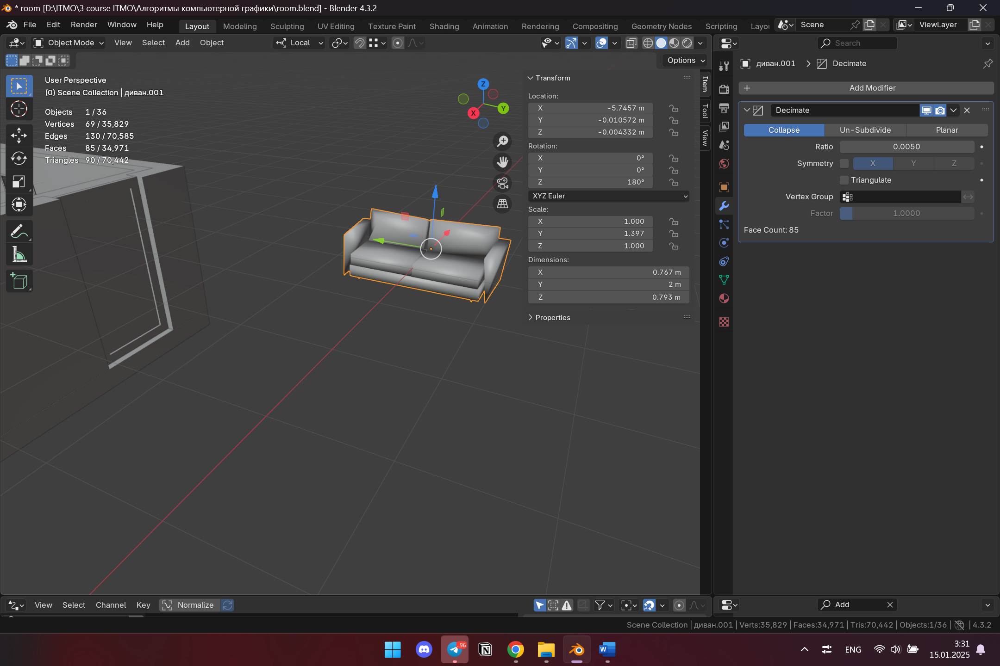 * room [D:\ITMO\3 course ITMO\Алгоритмы компьютерной графики\room.blend] - Blender 4.3.2
File Edit Render Window Help
Layout Modeling Sculpting UV Editing Texture Paint Shading Animation Rendering Compositing Geometry Nodes Scripting
Scene
ViewLayer
Object Mode View Select Add Object
Local
Search
Options
User Perspective
(0) Scene Collection | диван.001
Objects 1 / 36
Vertices 69 / 35,829
Edges 130 / 70,585
Faces 85 / 34,971
Triangles 90 / 70,442
Z
Y
X
Transform
Location:
X -5.7457 m
Y -0.010572 m
Z -0.004332 m
Rotation:
X 0°
Y 0°
Z 180°
XYZ Euler
Scale:
X 1.000
Y 1.397
Z 1.000
Dimensions:
X 0.767 m
Y 2 m
Z 0.793 m
Properties
Item
Tool
View
диван.001 > Decimate
+ Add Modifier
Decimate
Collapse Un-Subdivide Planar
Ratio 0.0050
Symmetry X Y Z
Triangulate
Vertex Group
Factor 1.0000
Face Count: 85
View Select Channel Key Normalize
Add
Scene Collection | диван.001 | Verts:35,829 | Faces:34,971 | Tris:70,442 | Objects:1/36 | 4.3.2
..96
N
W
ENG
3:31
15.01.2025